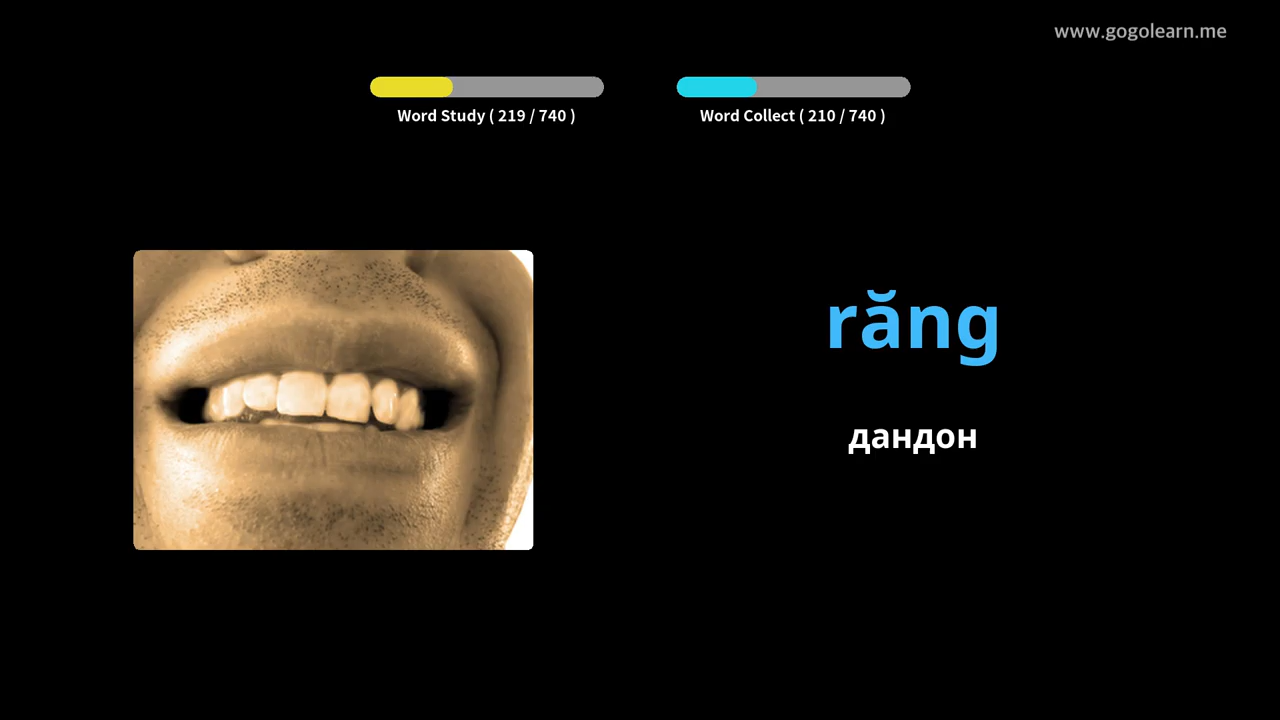 www.gogolearn.me
Word Study ( 219 / 740 )
Word Collect ( 210 / 740 )
răng
дандон